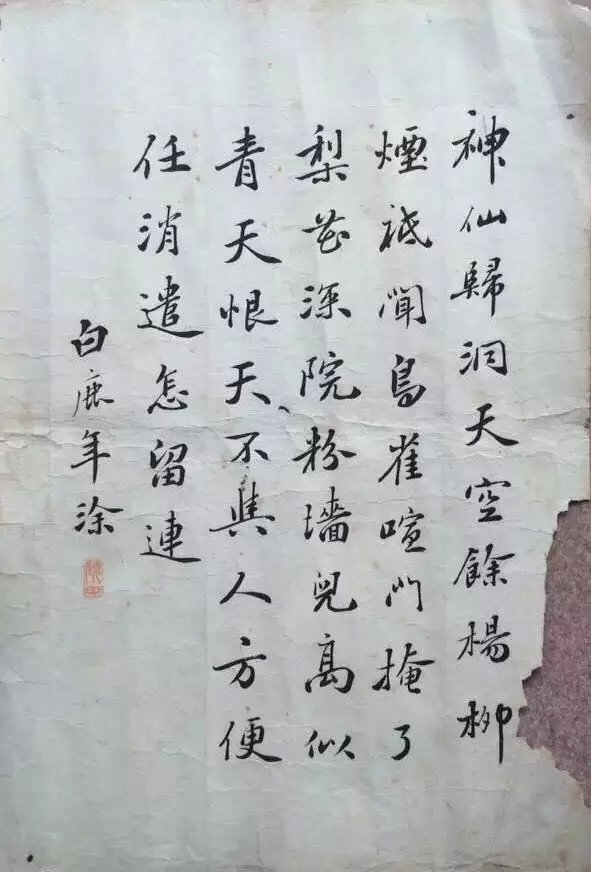 神仙歸洞天空餘楊柳
煙祗聞鳥雀喧門掩了
梨花深院粉墻兒高似
青天恨天不與人方便
任消遣怎留連
白鹿年涂